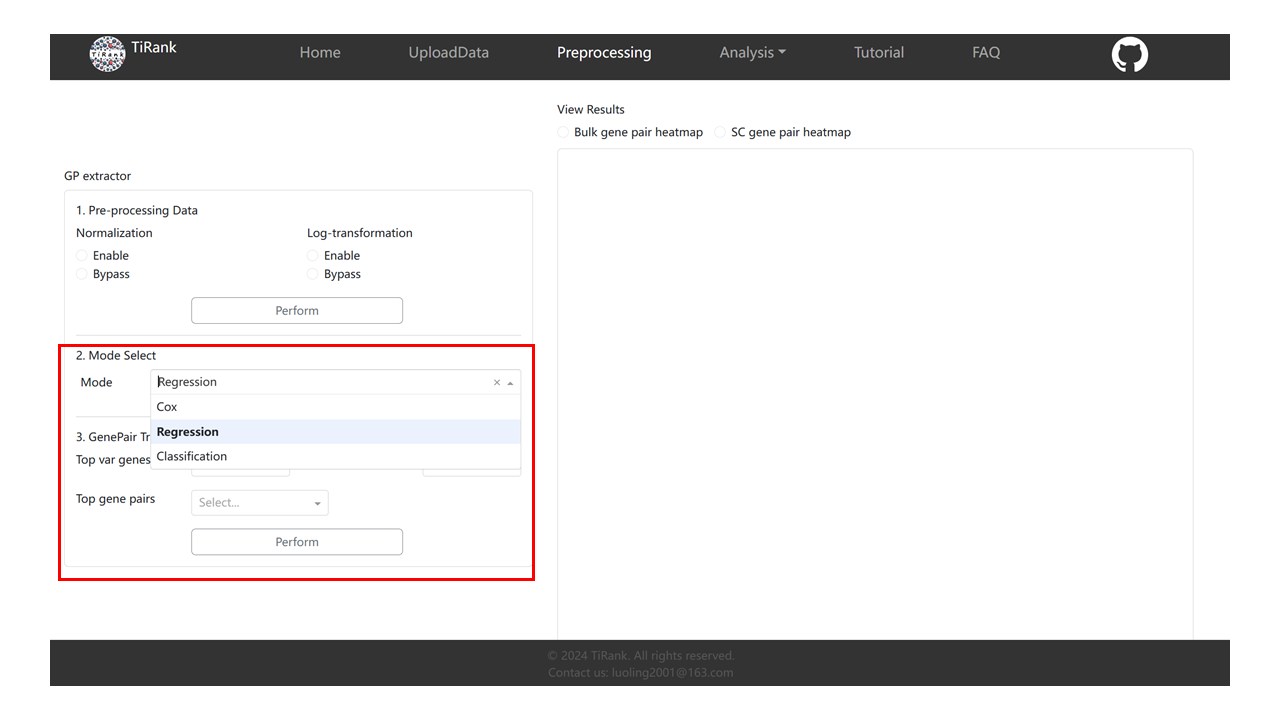 TiRank
TiRank Home UploadData Preprocessing Analysis Tutorial FAQ
View Results
Bulk gene pair heatmap SC gene pair heatmap
GP extractor
1. Pre-processing Data
Normalization Log-transformation
Enable Enable
Bypass Bypass
Perform
2. Mode Select
Mode Regression
Cox
Regression
Classification
3. GenePair Tr
Top var genes
Top gene pairs Select...
Perform
© 2024 TiRank. All rights reserved.
Contact us: luoling2001@163.com